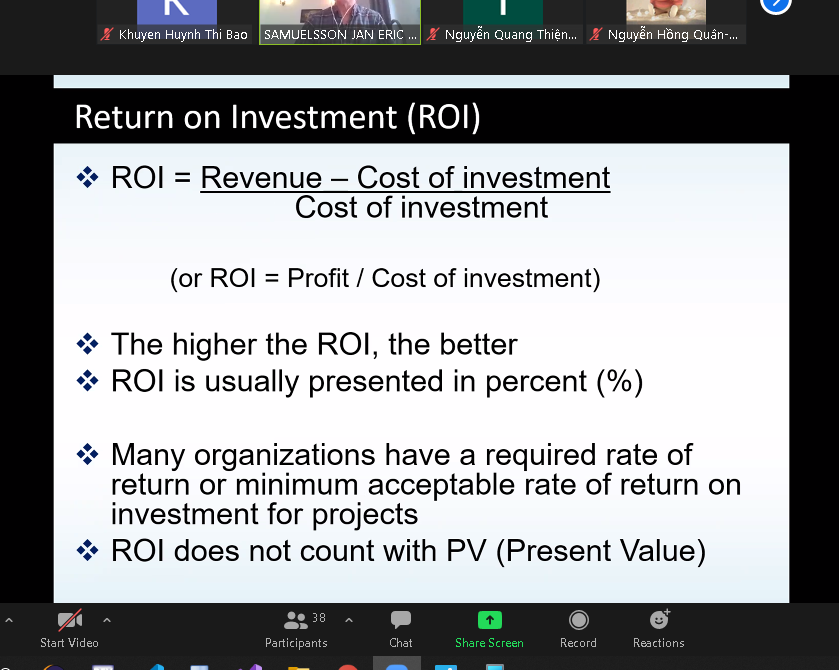 K
Khuyen Huynh Thi Bao
SAMUELSSON JAN ERIC ...
Nguyễn Quang Thiện...
Nguyễn Hồng Quân-...
Return on Investment (ROI)
❖ ROI = Revenue – Cost of investment
Cost of investment
(or ROI = Profit / Cost of investment)
❖ The higher the ROI, the better
❖ ROI is usually presented in percent (%)
❖ Many organizations have a required rate of
return or minimum acceptable rate of return on
investment for projects
❖ ROI does not count with PV (Present Value)
38
Start Video
Participants
Chat
Share Screen
Record
Reactions